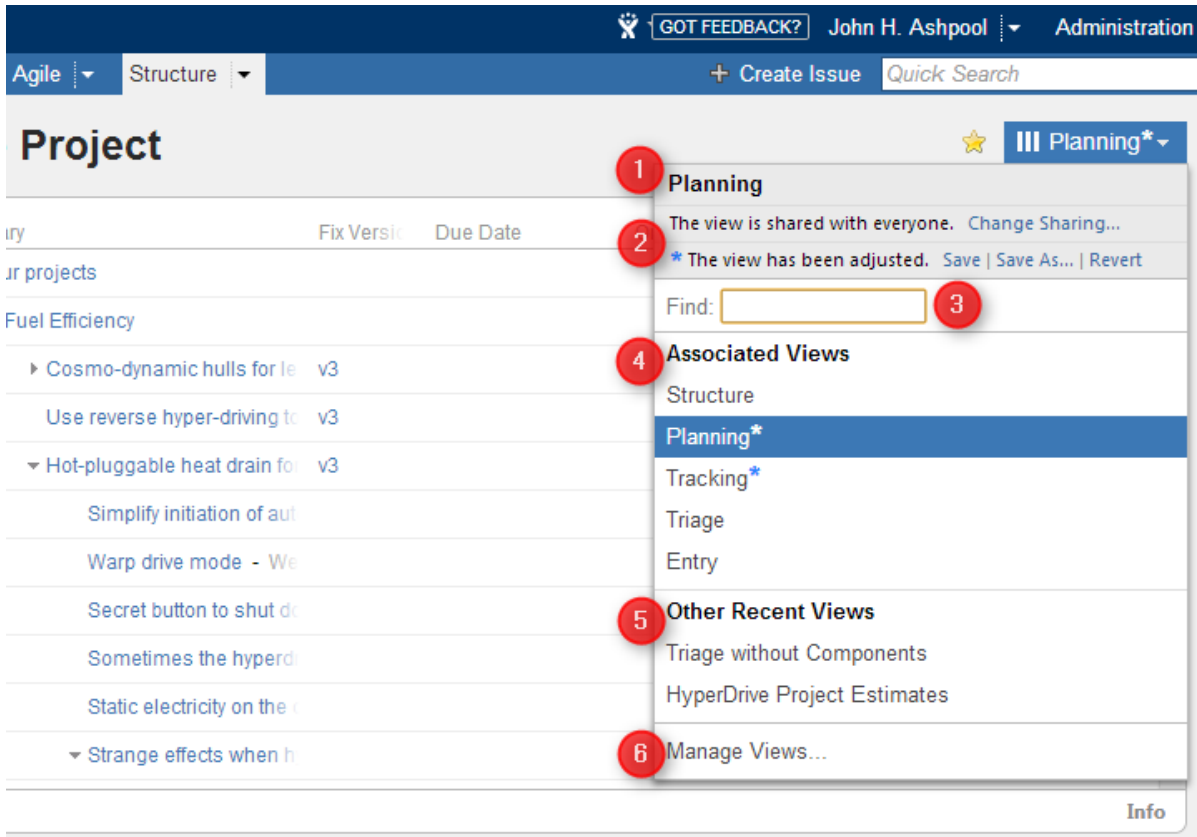 GOT FEEDBACK? John H. Ashpool Administration
Agile Structure + Create Issue Quick Search
Project Planning*
1
Planning
The view is shared with everyone. Change Sharing...
2
* The view has been adjusted. Save | Save As... | Revert
Find: 3
4 Associated Views
Structure
Planning*
Tracking*
Triage
Entry
5 Other Recent Views
Triage without Components
HyperDrive Project Estimates
6 Manage Views...
Fix Versio Due Date
ur projects
Fuel Efficiency
Cosmo-dynamic hulls for le v3
Use reverse hyper-driving to v3
Hot-pluggable heat drain for v3
Simplify initiation of aut
Warp drive mode - We
Secret button to shut do
Sometimes the hyperd
Static electricity on the
Strange effects when h
Info